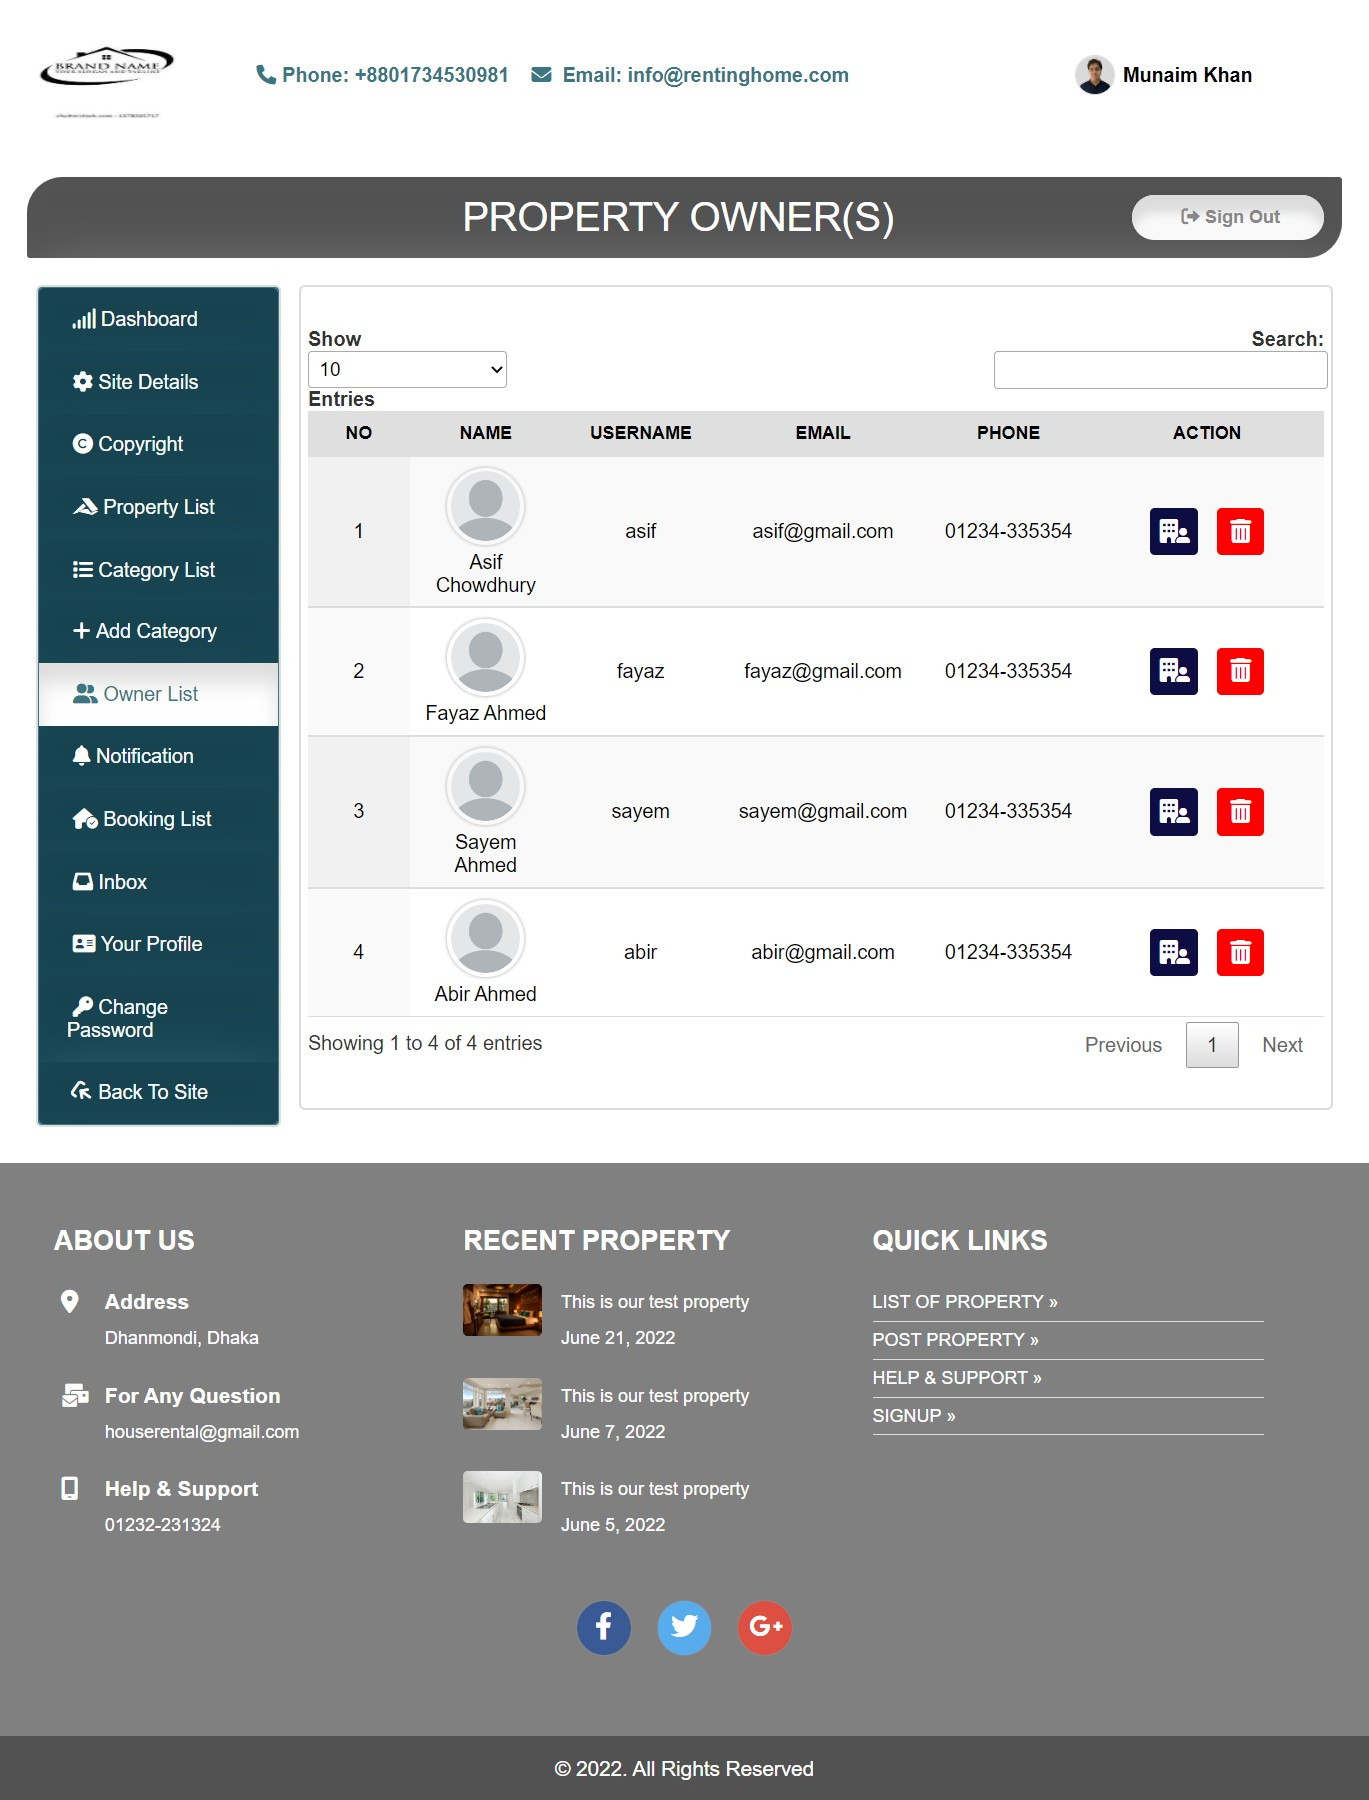 BRAND NAME
Phone: +8801734530981 Email: info@rentinghome.com
Munaim Khan
PROPERTY OWNER(S)
Sign Out
Dashboard
Site Details
Copyright
Property List
Category List
Add Category
Owner List
Notification
Booking List
Inbox
Your Profile
Change
Password
Back To Site
Show
10
Entries
Search:
NO NAME USERNAME EMAIL PHONE ACTION
1 Asif
Chowdhury asif asif@gmail.com 01234-335354
2 Fayaz Ahmed fayaz fayaz@gmail.com 01234-335354
3 Sayem
Ahmed sayem sayem@gmail.com 01234-335354
4 Abir Ahmed abir abir@gmail.com 01234-335354
Showing 1 to 4 of 4 entries
Previous 1 Next
ABOUT US
Address
Dhanmondi, Dhaka
For Any Question
houserental@gmail.com
Help & Support
01232-231324
RECENT PROPERTY
This is our test property
June 21, 2022
This is our test property
June 7, 2022
This is our test property
June 5, 2022
QUICK LINKS
LIST OF PROPERTY »
POST PROPERTY »
HELP & SUPPORT »
SIGNUP »
© 2022. All Rights Reserved